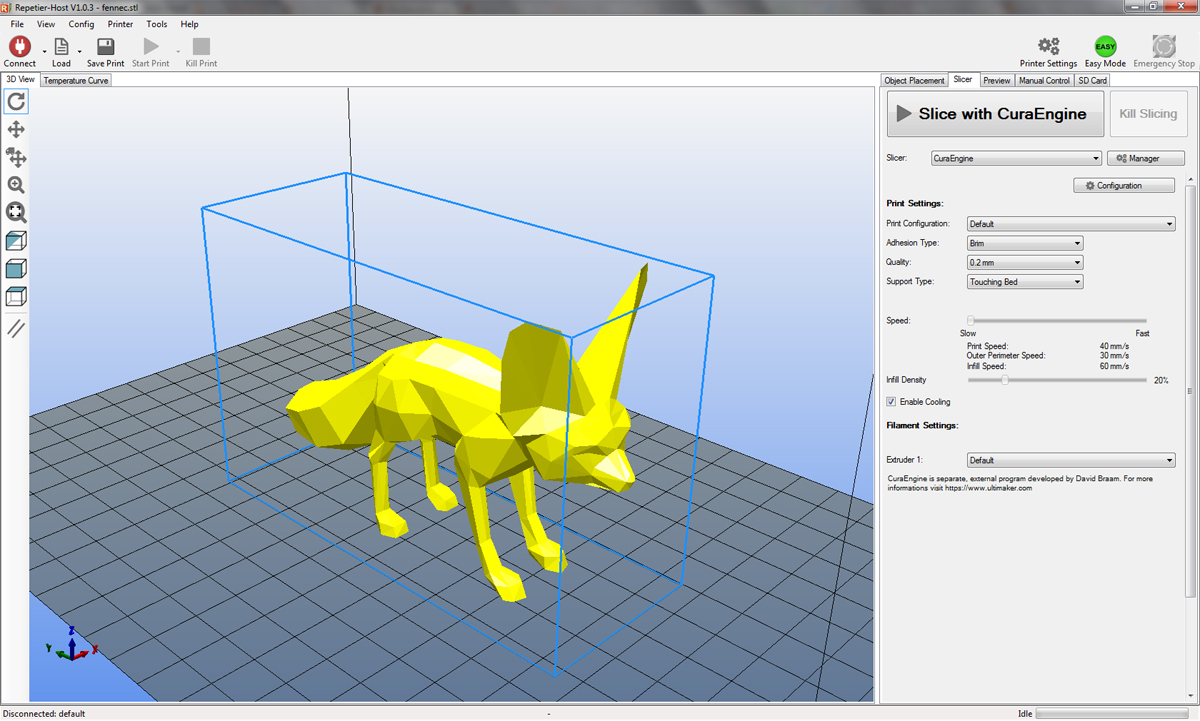 Repetier-Host V1.0.3 - fennec.stl
File View Config Printer Tools Help
Connect Load Save Print Start Print Kill Print Printer Settings EASY Easy Mode Emergency Stop
3D View Temperature Curve
Object Placement Slicer Preview Manual Control SD Card
Slice with CuraEngine Kill Slicing
Slicer: CuraEngine Manager
Configuration
Print Settings:
Print Configuration: Default
Adhesion Type: Brim
Quality: 0.2 mm
Support Type: Touching Bed
Speed:
Slow Fast
Print Speed: 40 mm/s
Outer Perimeter Speed: 30 mm/s
Infill Speed: 60 mm/s
Infill Density 20%
Enable Cooling
Filament Settings:
Extruder 1: Default
CuraEngine is separate, external program developed by David Braam. For more
informations visit https://www.ultimaker.com
Z
Y X
Disconnected: default - Idle